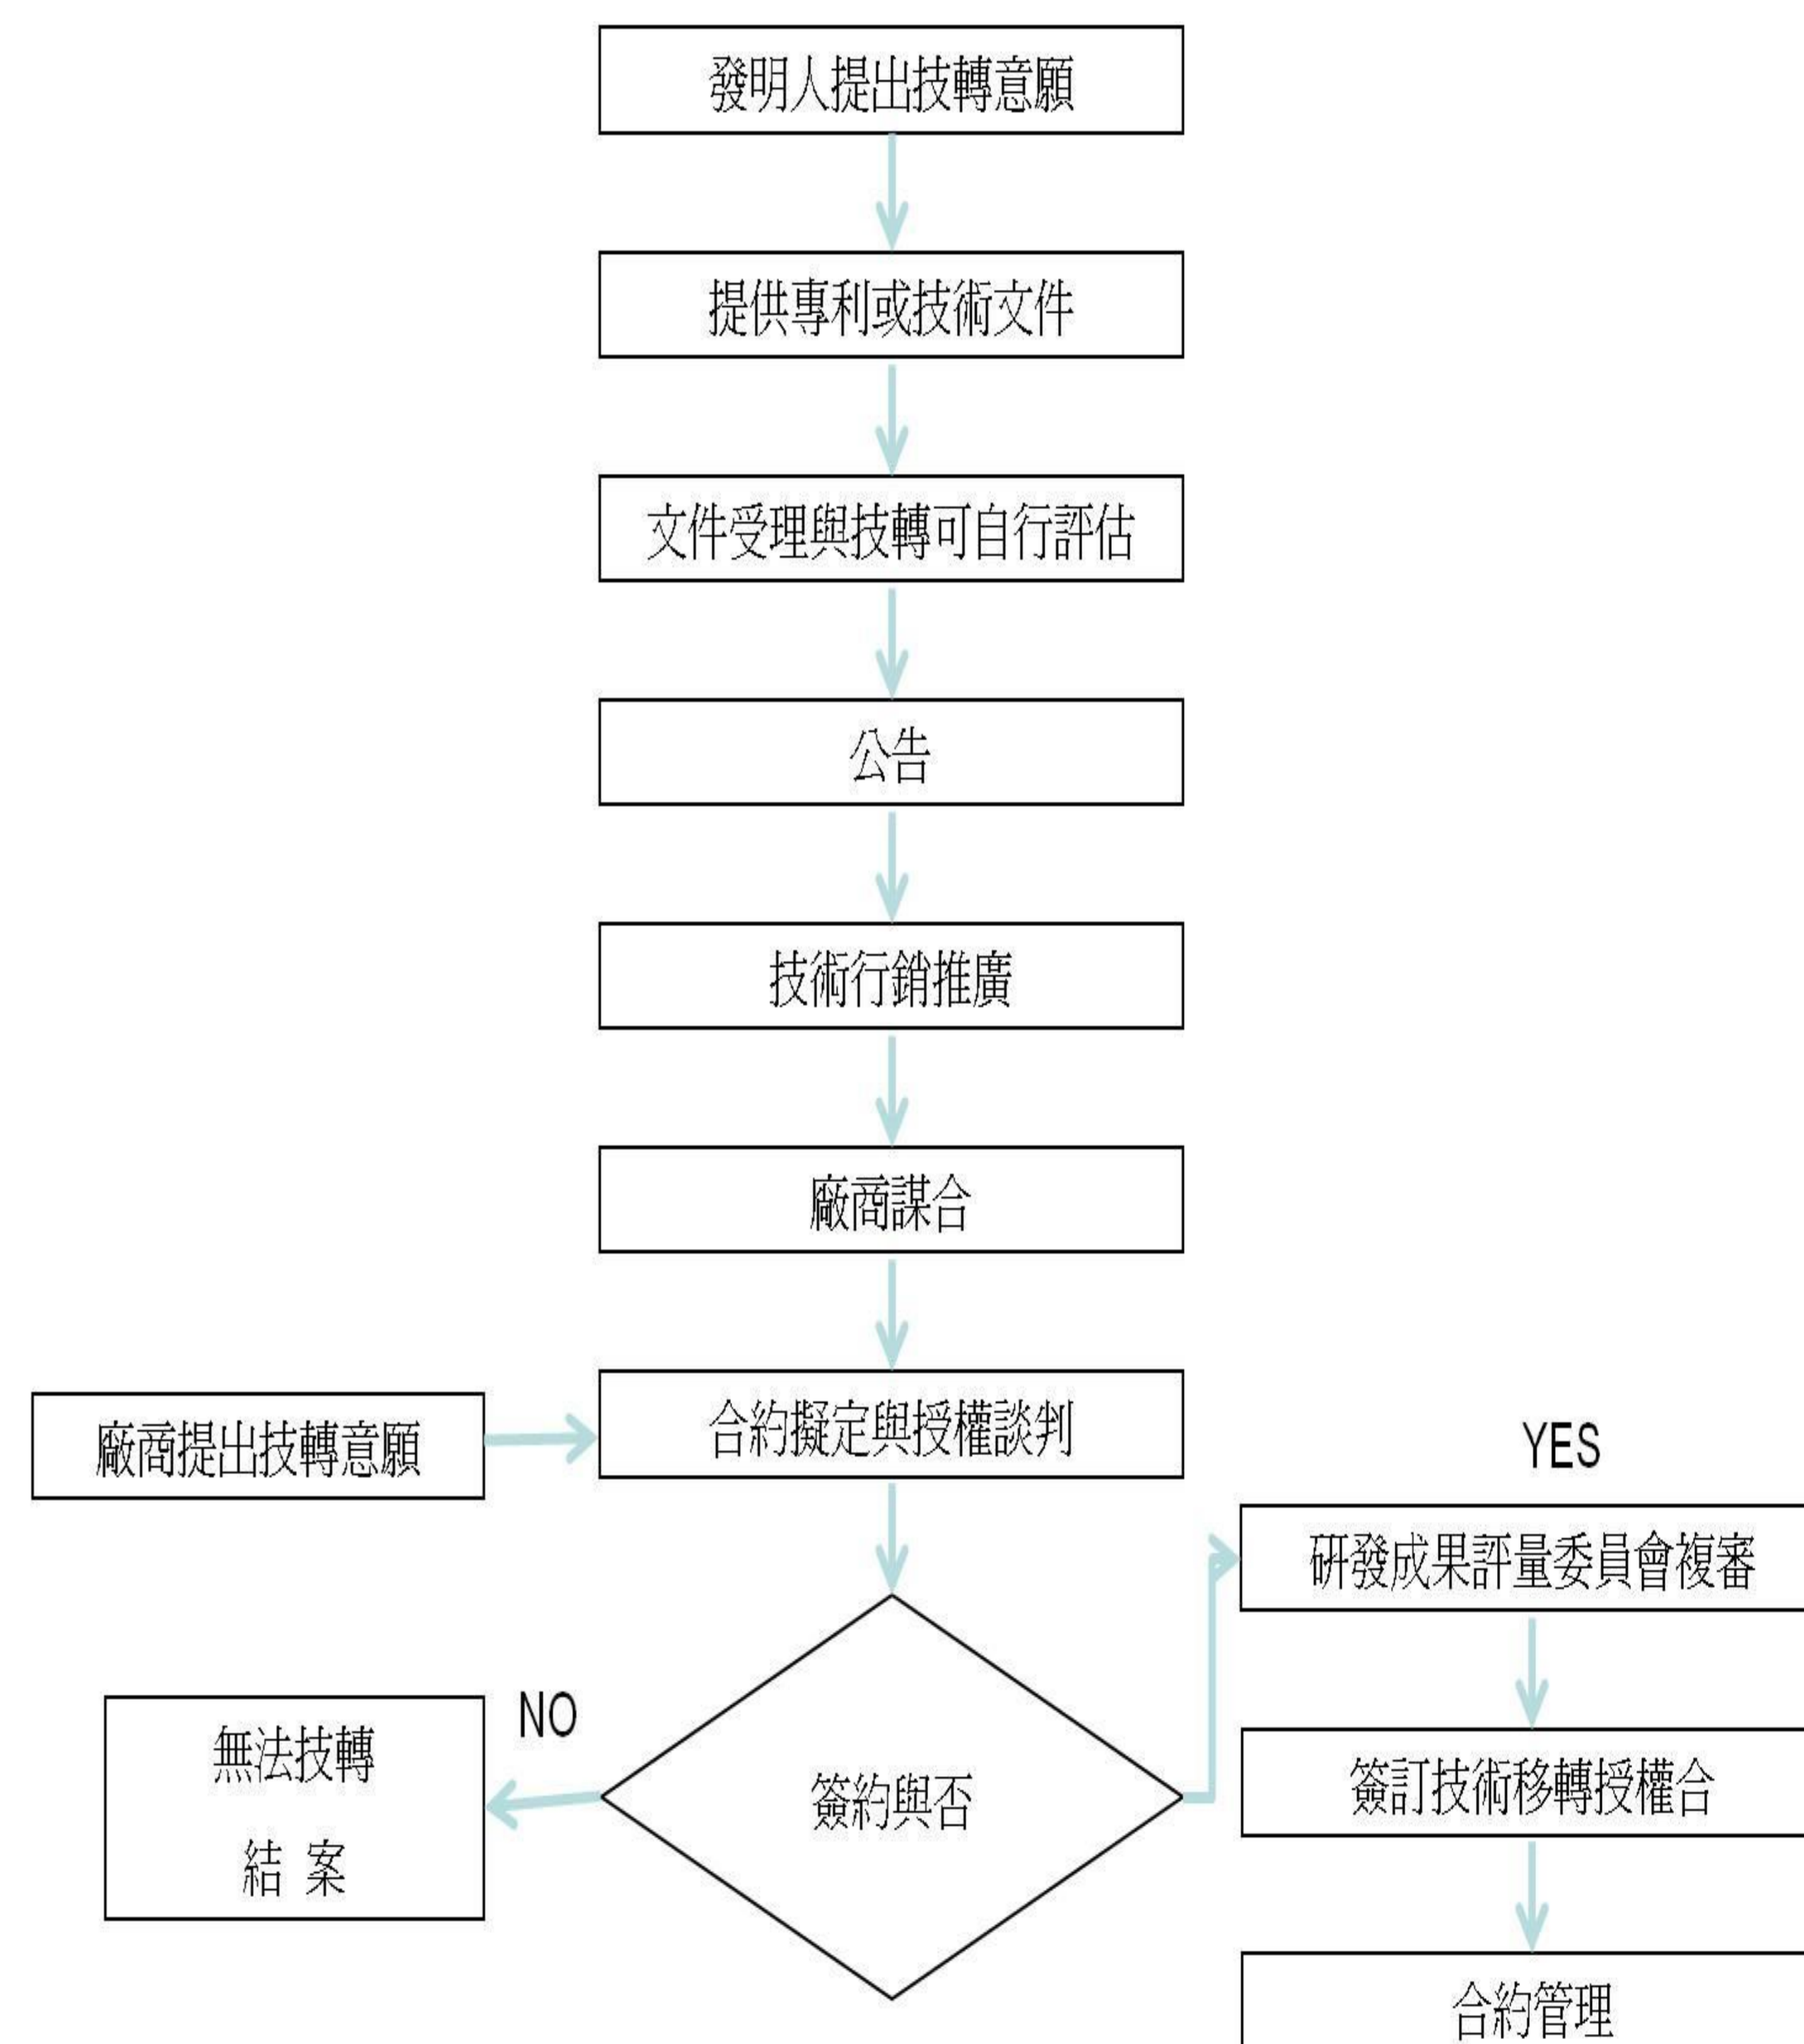 發明人提出技轉意願
提供專利或技術文件
文件受理與技轉可自行評估
公告
技術行銷推廣
廠商謀合
廠商提出技轉意願
合約擬定與授權談判
YES
研發成果評量委員會複審
NO
無法技轉
結 案
簽約與否
簽訂技術移轉授權合
合約管理